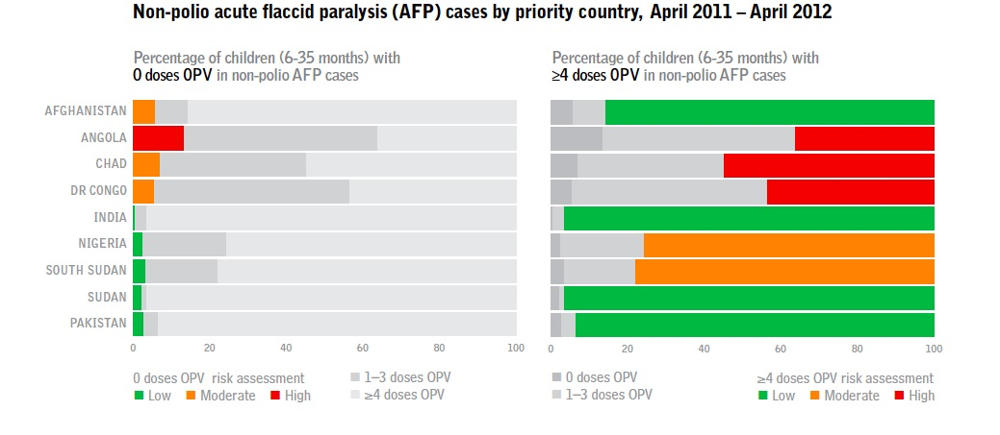 Non-polio acute flaccid paralysis (AFP) cases by priority country, April 2011 – April 2012
Percentage of children (6-35 months) with
0 doses OPV in non-polio AFP cases
Percentage of children (6-35 months) with
≥4 doses OPV in non-polio AFP cases
AFGHANISTAN
ANGOLA
CHAD
DR CONGO
INDIA
NIGERIA
SOUTH SUDAN
SUDAN
PAKISTAN
0 20 40 60 80 100
0 20 40 60 80 100
0 doses OPV risk assessment
Low Moderate High
1–3 doses OPV
≥4 doses OPV
0 doses OPV
1–3 doses OPV
≥4 doses OPV risk assessment
Low Moderate High